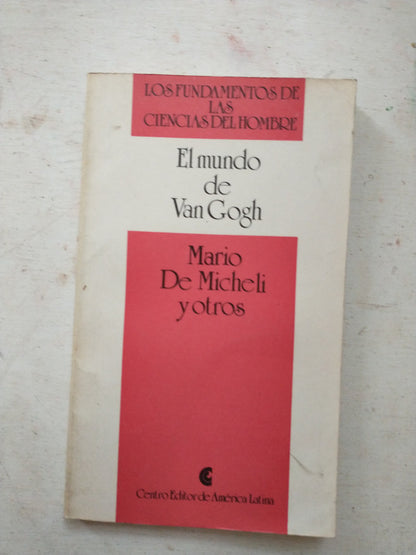 LOS FUNDAMENTOS DE
LAS
CIENCIAS DEL HOMBRE
El mundo
de
Van Gogh
Mario
De Micheli
y otros
Centro Editor de América Latina